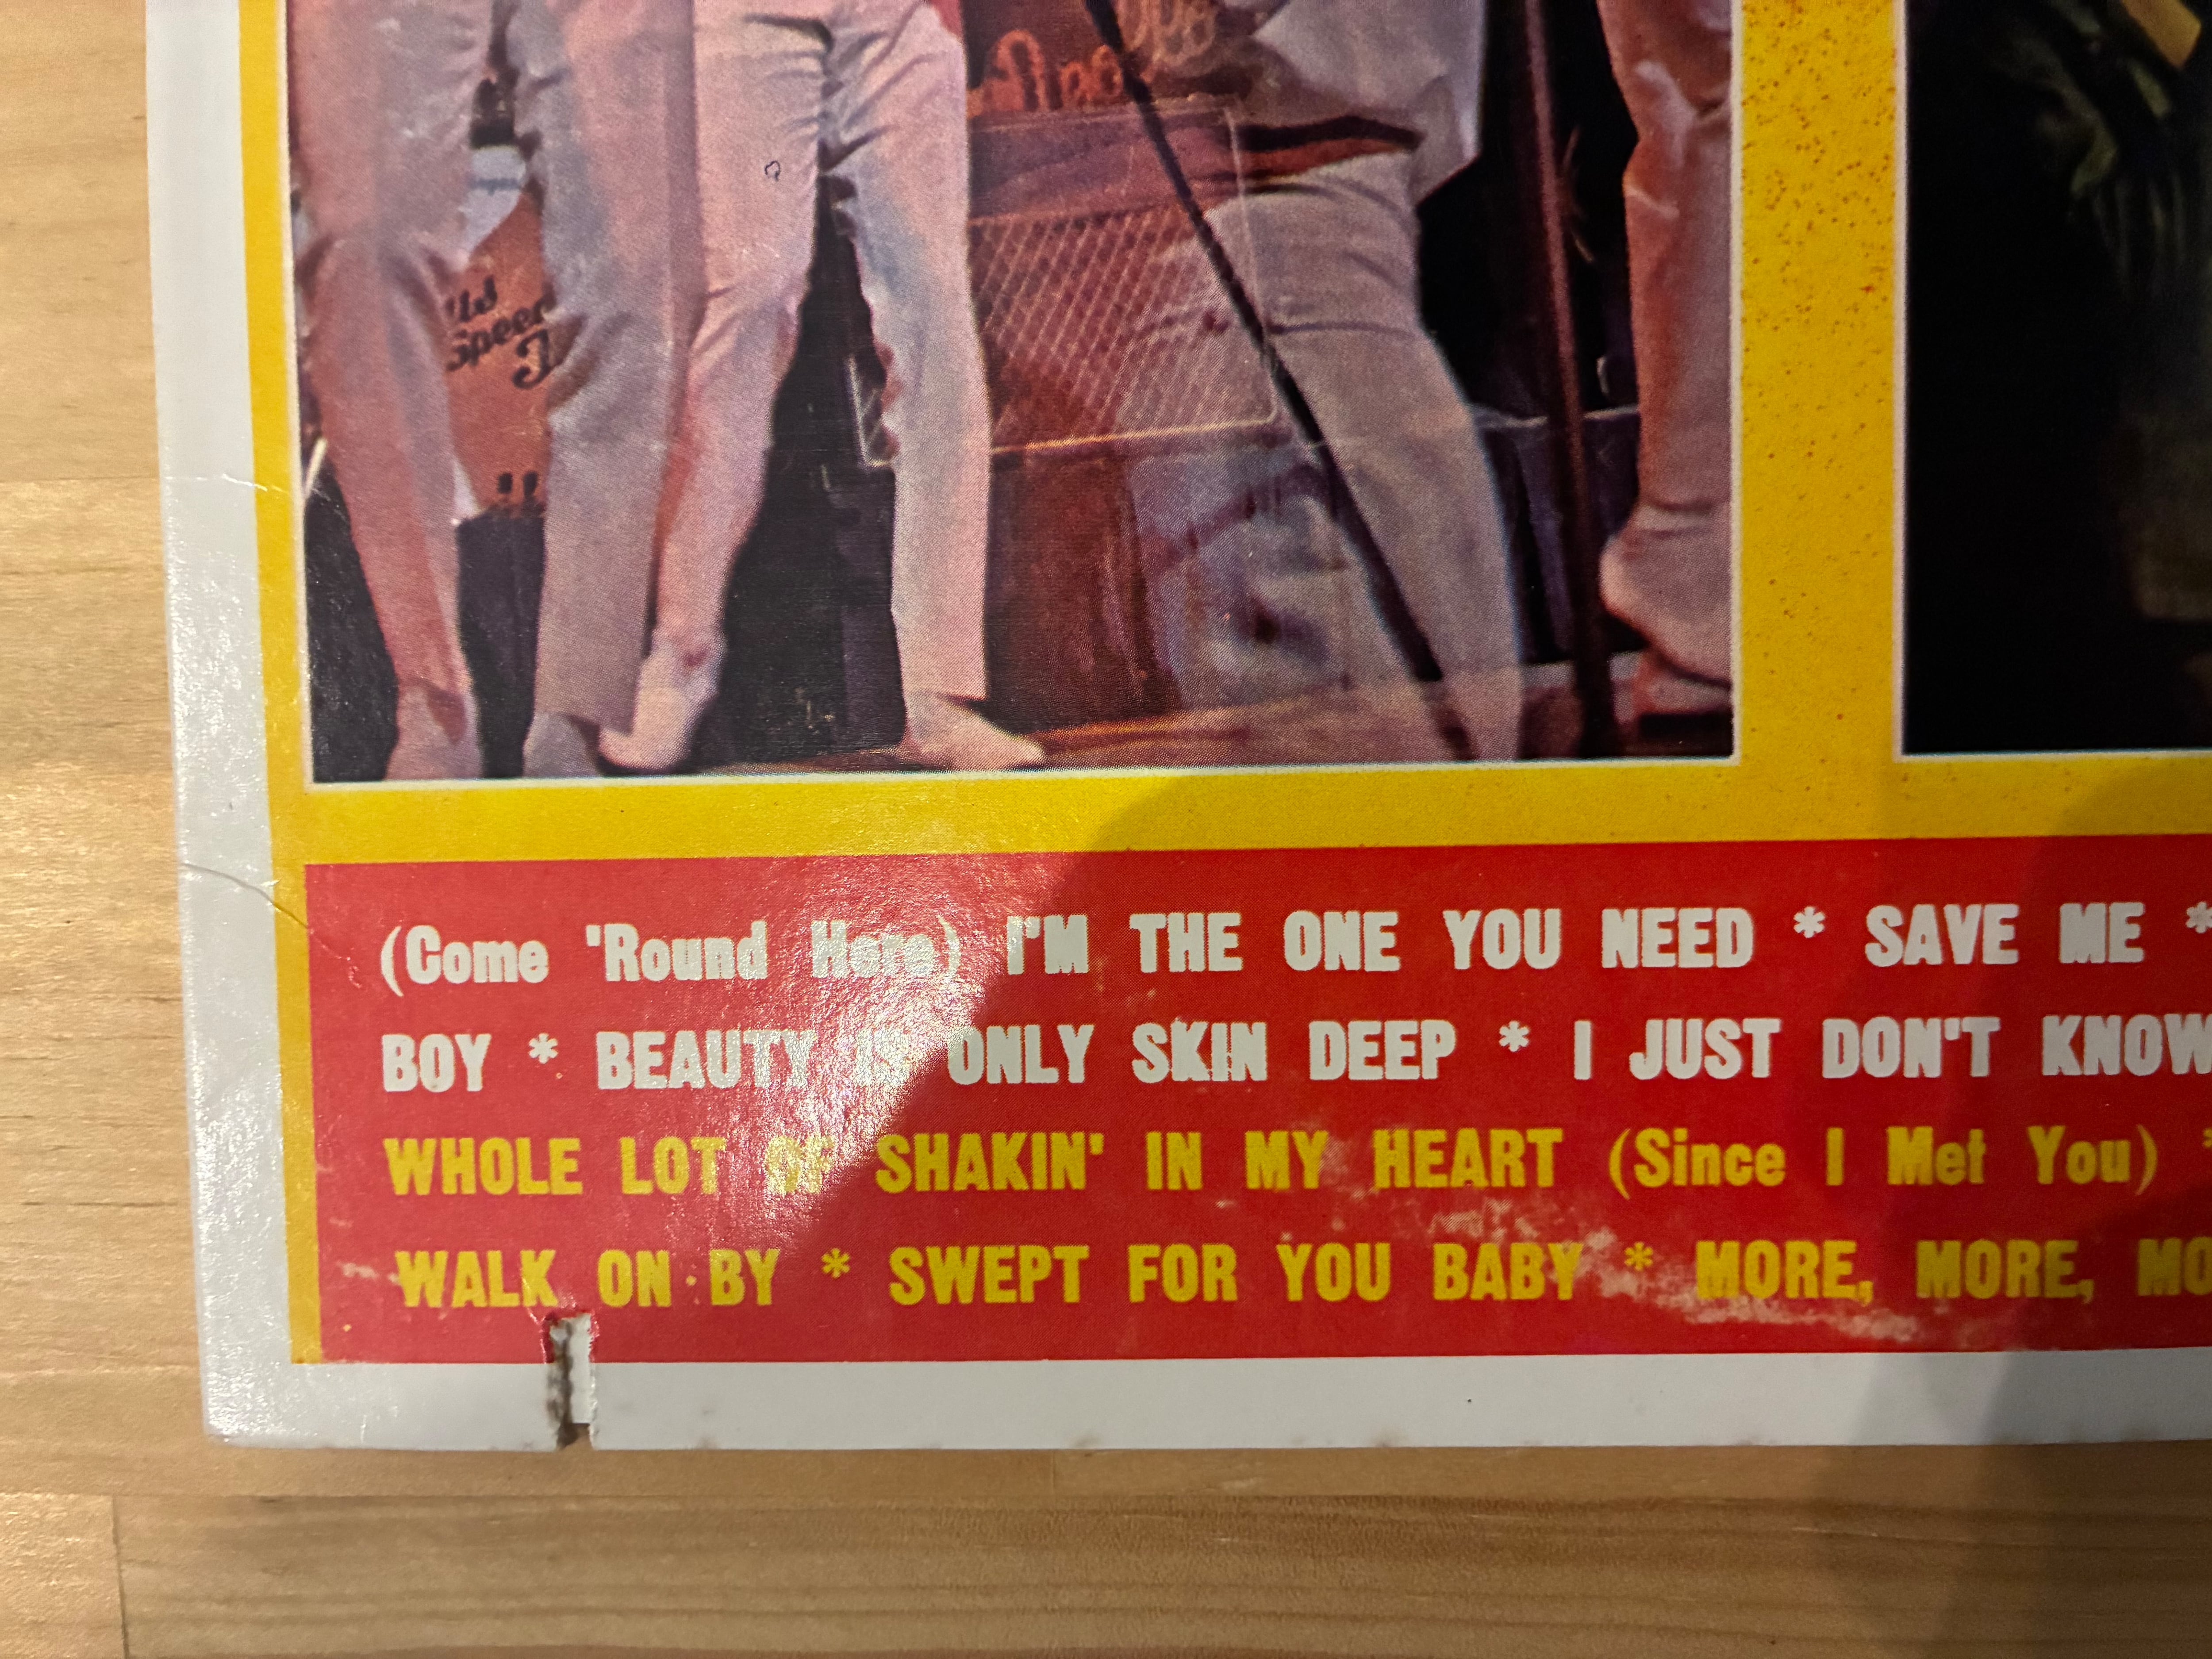 (Come 'Round Here) I'M THE ONE YOU NEED * SAVE ME *
BOY * BEAUTY IS ONLY SKIN DEEP * I JUST DON'T KNOW
WHOLE LOT OF SHAKIN' IN MY HEART (Since I Met You)
WALK ON BY * SWEPT FOR YOU BABY * MORE, MORE, MO